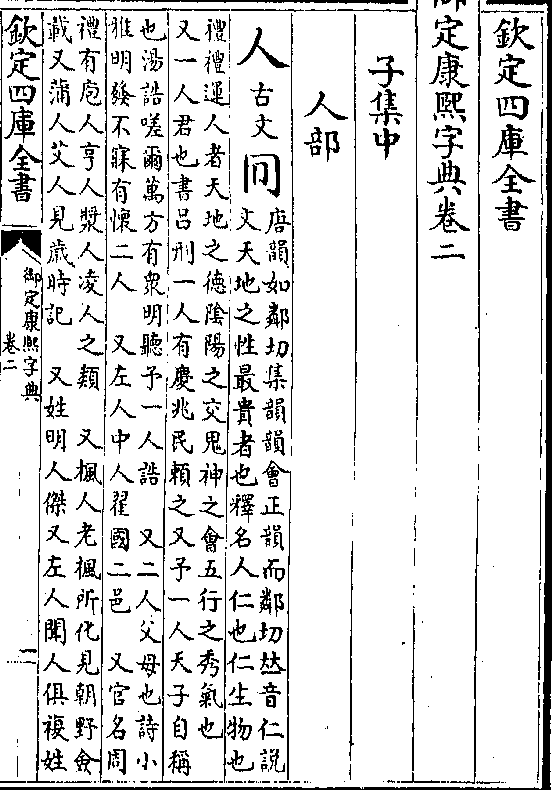 欽定四庫全書
御定康熙字典卷二
子集中
人部
人古文𠔽唐韻如鄰切集韻韻會正韻而鄰切𠀤音仁説
文天地之性最貴者也釋名人仁也仁生物也
禮禮運人者天地之德陰陽之交鬼神之會五行之秀氣也
又一人君也書呂刑一人有慶兆民賴之又予一人天子自稱
也湯誥嗟爾萬方有衆明聽予一人誥 又二人父母也詩小
雅明發不寐有懷二人 又左人中人翟國二邑 又官名周
禮有庖人亨人漿人凌人之類 又楓人老楓所化見朝野僉
載又蒲人艾人見歲時記 又姓明人傑又左人聞人俱複姓
欽定四庫全書
御定康熙字典
卷二
一